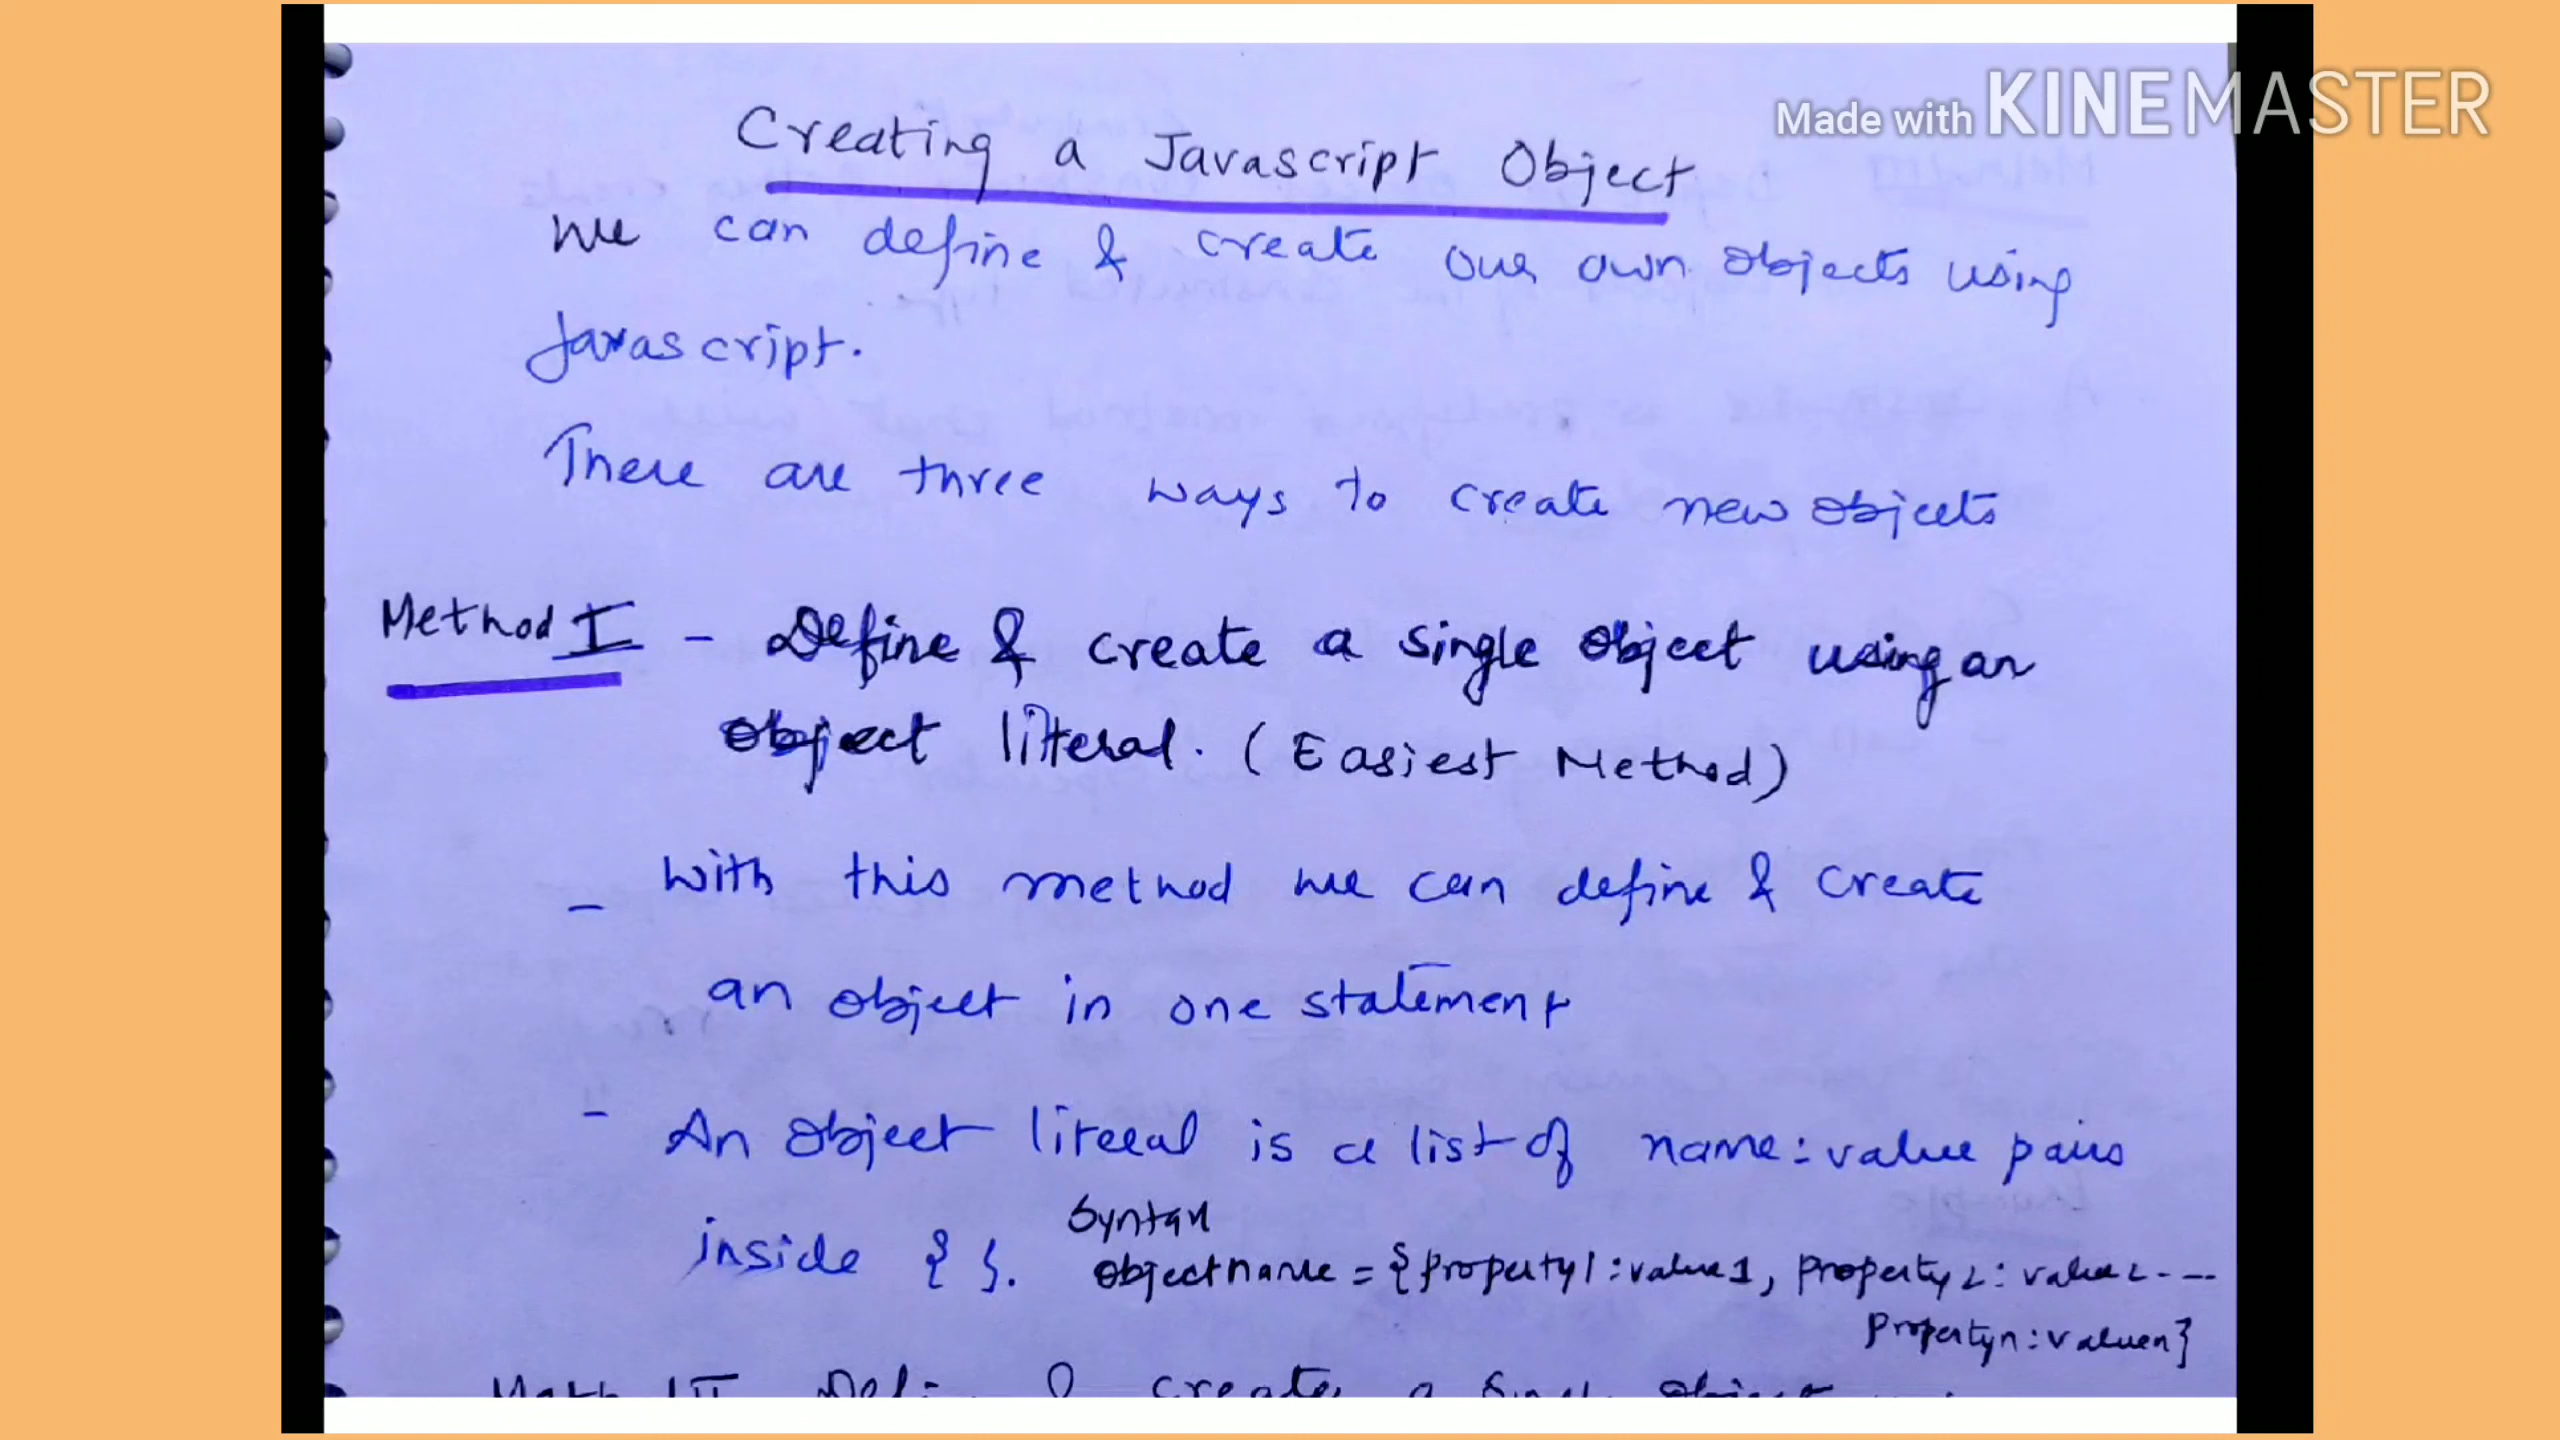 Made with KINEMASTER
Creating a Javascript Object
We can define & create our own objects using
Javascript.
There are three ways to create new objects
Method I - Define & create a single object using an
object literal. (Easiest Method)
- With this method we can define & create
an object in one statement
- An object literal is a list of name:value pairs
inside { }.
Syntax
objectname = {property1:value1, property2:value2----
propertyn:valuen}
create a object